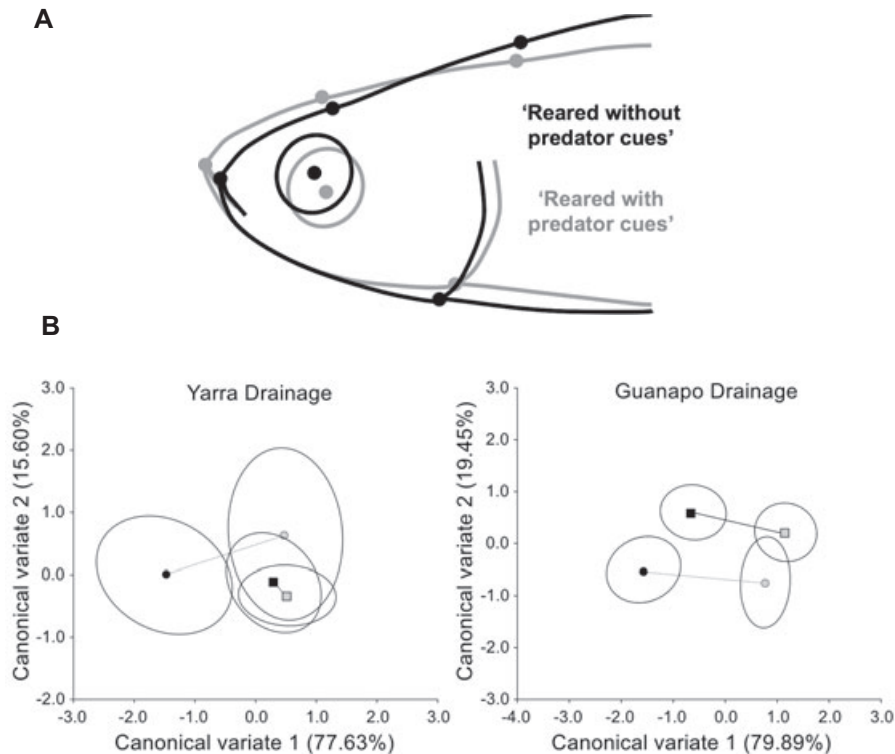 A
'Reared without
predator cues'
'Reared with
predator cues'
B
Yarra Drainage
Canonical variate 2 (15.60%)
3.0
2.0
1.0
0.0
-1.0
-2.0
-3.0 -2.0 -1.0 0.0 1.0 2.0 3.0
Canonical variate 1 (77.63%)
Guanapo Drainage
Canonical variate 2 (19.45%)
3.0
2.0
1.0
0.0
-1.0
-2.0
-3.0
-4.0 -3.0 -2.0 -1.0 0.0 1.0 2.0 3.0
Canonical variate 1 (79.89%)